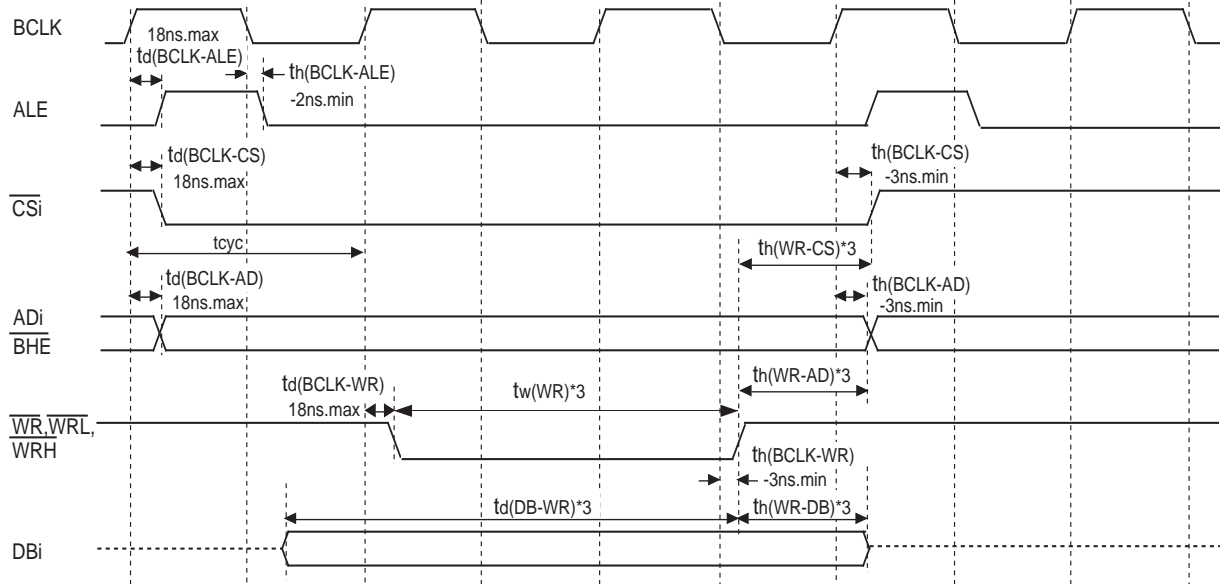 BCLK
18ns.max
td(BCLK-ALE)
th(BCLK-ALE)
-2ns.min
ALE
td(BCLK-CS)
18ns.max
th(BCLK-CS)
-3ns.min
CSi
tcyc
th(WR-CS)*3
td(BCLK-AD)
18ns.max
th(BCLK-AD)
-3ns.min
ADi
BHE
td(BCLK-WR)
18ns.max
tw(WR)*3
th(WR-AD)*3
WR,WRL,
WRH
th(BCLK-WR)
-3ns.min
td(DB-WR)*3
th(WR-DB)*3
DBi